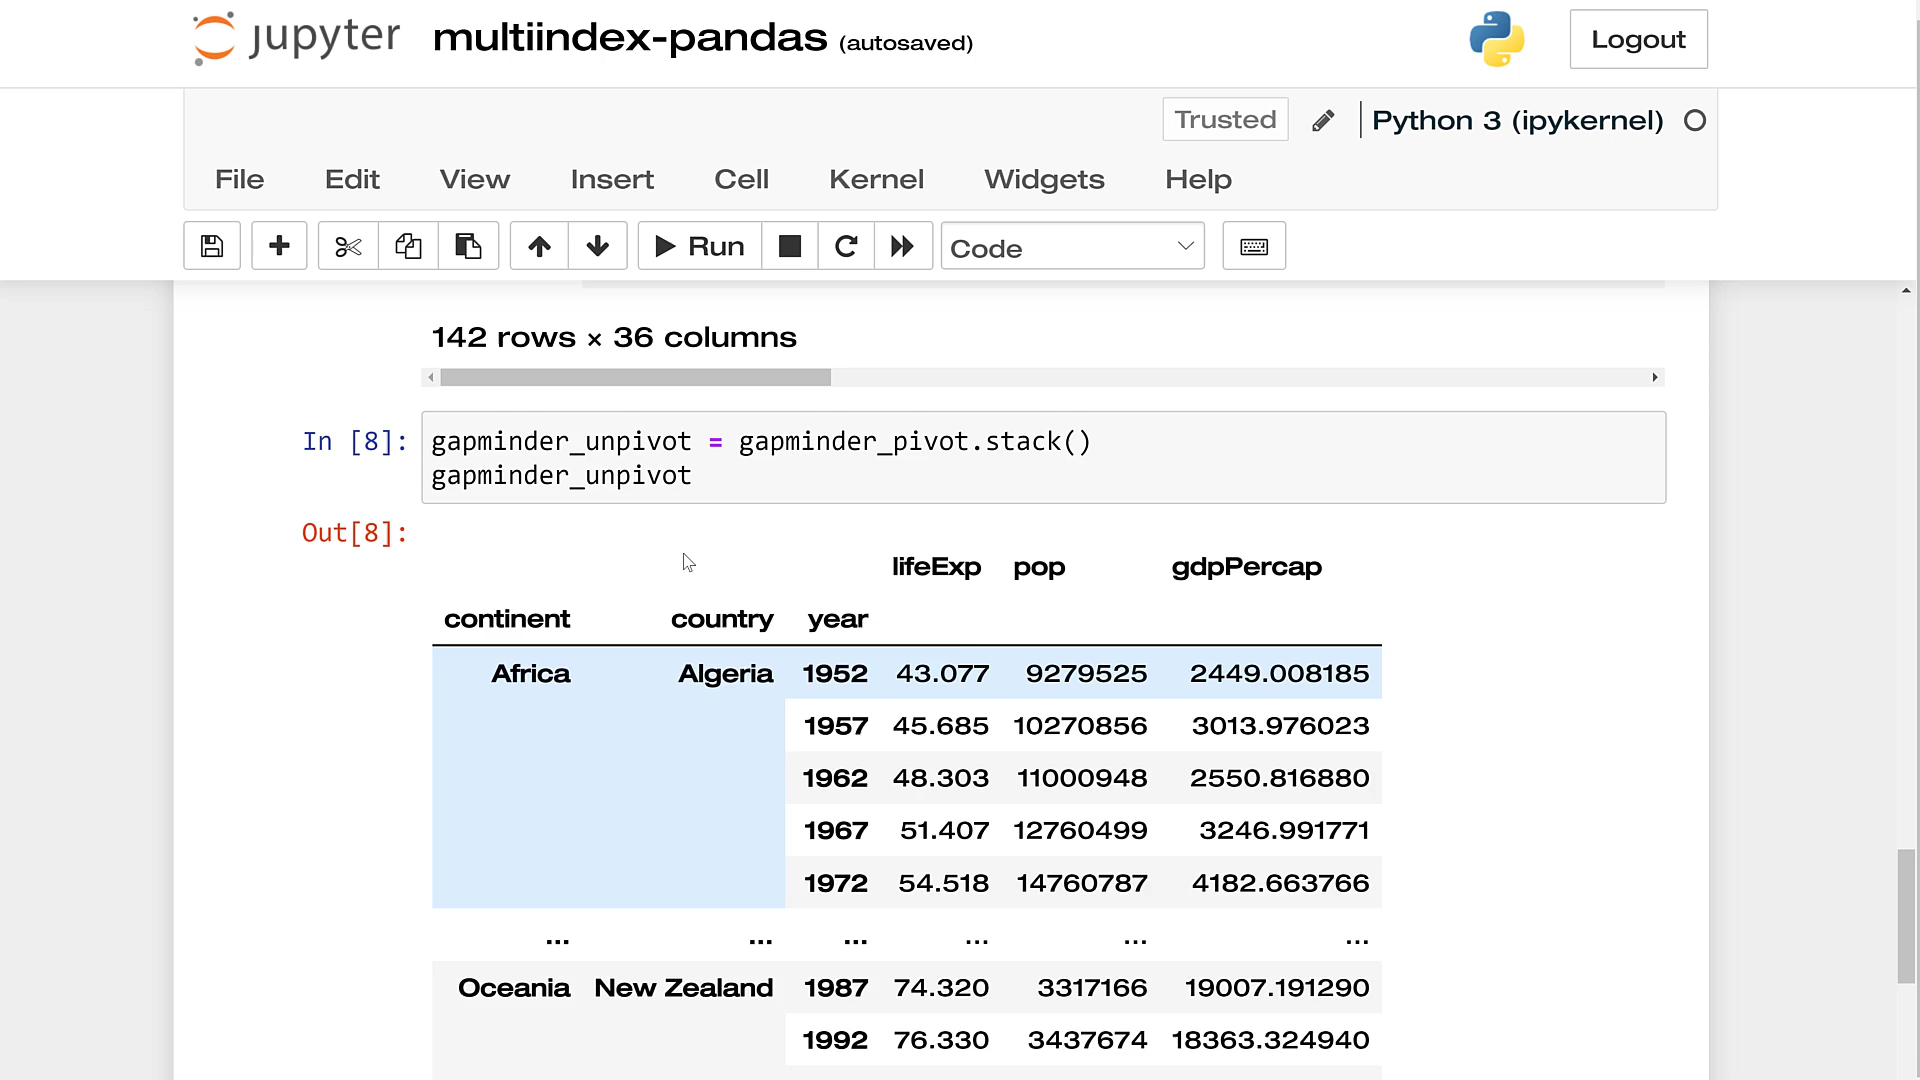 jupyter multiindex-pandas (autosaved) Logout
Trusted Python 3 (ipykernel)
File Edit View Insert Cell Kernel Widgets Help
Run Code
142 rows × 36 columns
In [8]: gapminder_unpivot = gapminder_pivot.stack()
gapminder_unpivot
Out[8]:
lifeExp pop gdpPercap
continent country year
Africa Algeria 1952 43.077 9279525 2449.008185
1957 45.685 10270856 3013.976023
1962 48.303 11000948 2550.816880
1967 51.407 12760499 3246.991771
1972 54.518 14760787 4182.663766
... ... ... ... ... ...
Oceania New Zealand 1987 74.320 3317166 19007.191290
1992 76.330 3437674 18363.324940